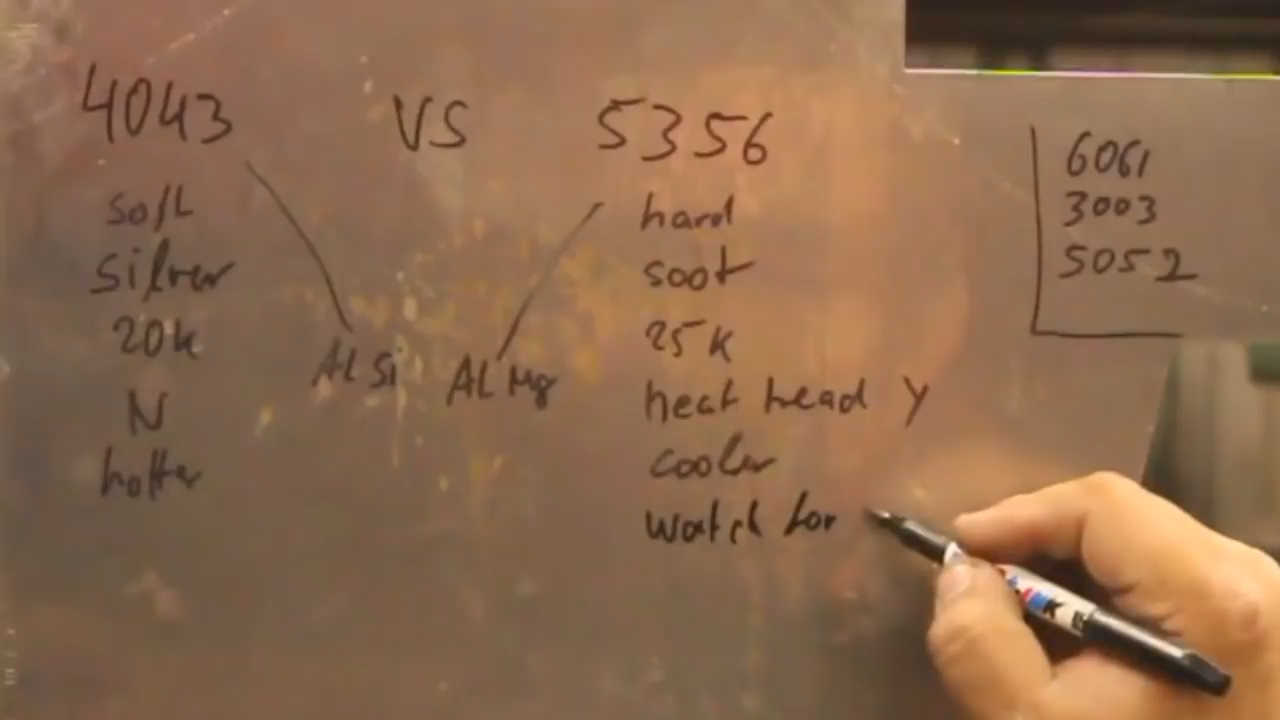 4043 VS 5356
soft
silver
20k
N
hotter
AL Si
AL Mg
hard
soot
25K
heat head Y
cooler
watch for
6061
3003
5052